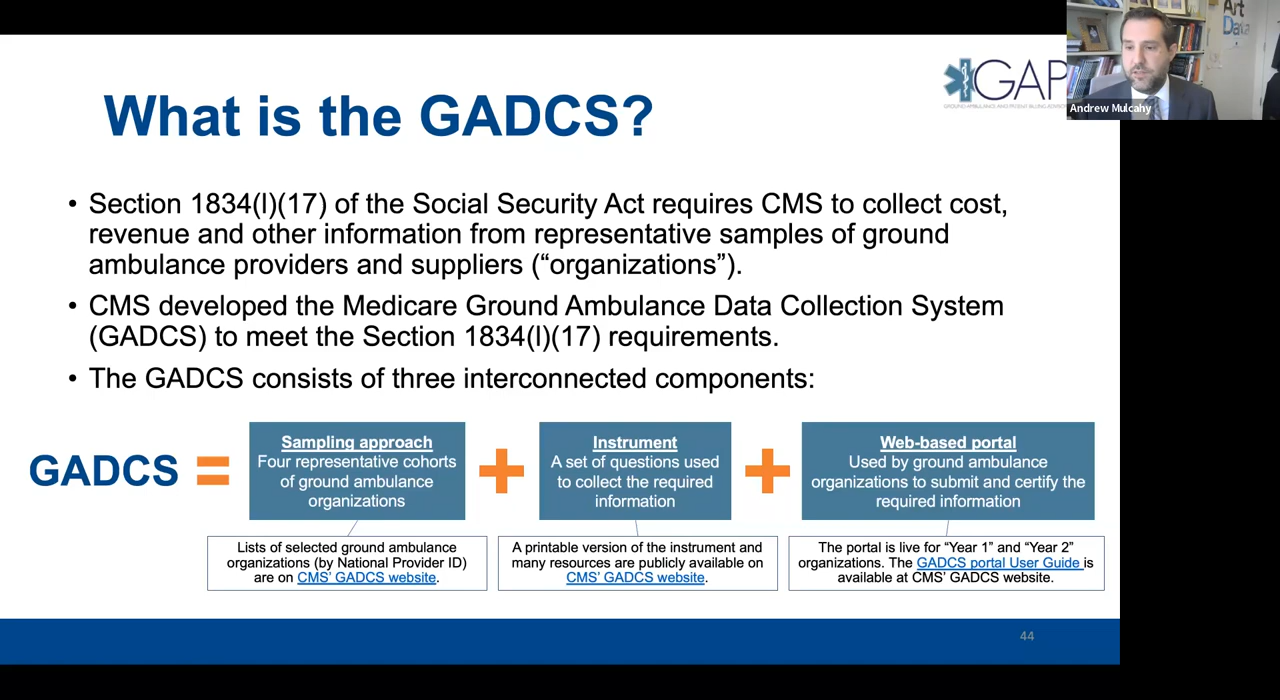 Art
Data
Andrew Mulcahy
GAP
What is the GADCS?
• Section 1834(l)(17) of the Social Security Act requires CMS to collect cost,
revenue and other information from representative samples of ground
ambulance providers and suppliers (“organizations”).
• CMS developed the Medicare Ground Ambulance Data Collection System
(GADCS) to meet the Section 1834(l)(17) requirements.
• The GADCS consists of three interconnected components:
GADCS =
Sampling approach
Four representative cohorts
of ground ambulance
organizations
+
Instrument
A set of questions used
to collect the required
information
+
Web-based portal
Used by ground ambulance
organizations to submit and certify the
required information
Lists of selected ground ambulance
organizations (by National Provider ID)
are on CMS’ GADCS website.
A printable version of the instrument and
many resources are publicly available on
CMS’ GADCS website.
The portal is live for “Year 1” and “Year 2”
organizations. The GADCS portal User Guide is
available at CMS’ GADCS website.
44